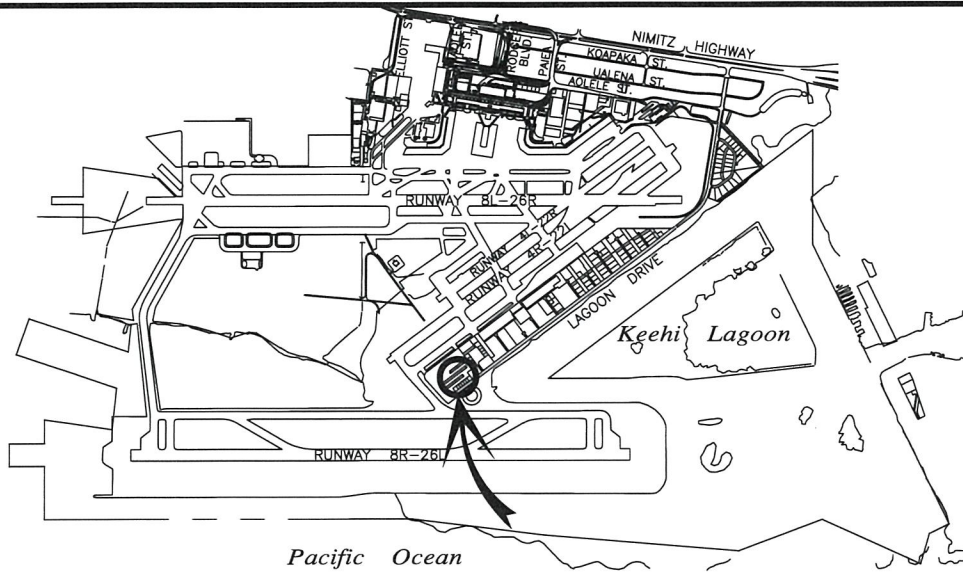 ELLIOTT ST.
RODGERS
BLVD.
PAIEA
ST.
NIMITZ HIGHWAY
KOAPAKA ST.
UALENA ST.
AOLELE ST.
RUNWAY 8L-26R
RUNWAY 4L 22R
RUNWAY 4R 22L
LAGOON DRIVE
Keehi Lagoon
RUNWAY 8R-26L
Pacific Ocean